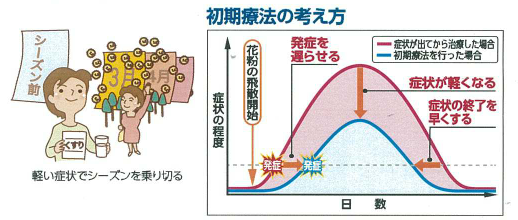 初期療法の考え方
シーズン前
3月
4月
くすり
軽い症状でシーズンを乗り切る
症状の程度
花粉の飛散開始
発症を
遅らせる
症状が出てから治療した場合
初期療法を行った場合
症状が軽くなる
症状の終了を
早くする
発症
発症
日数